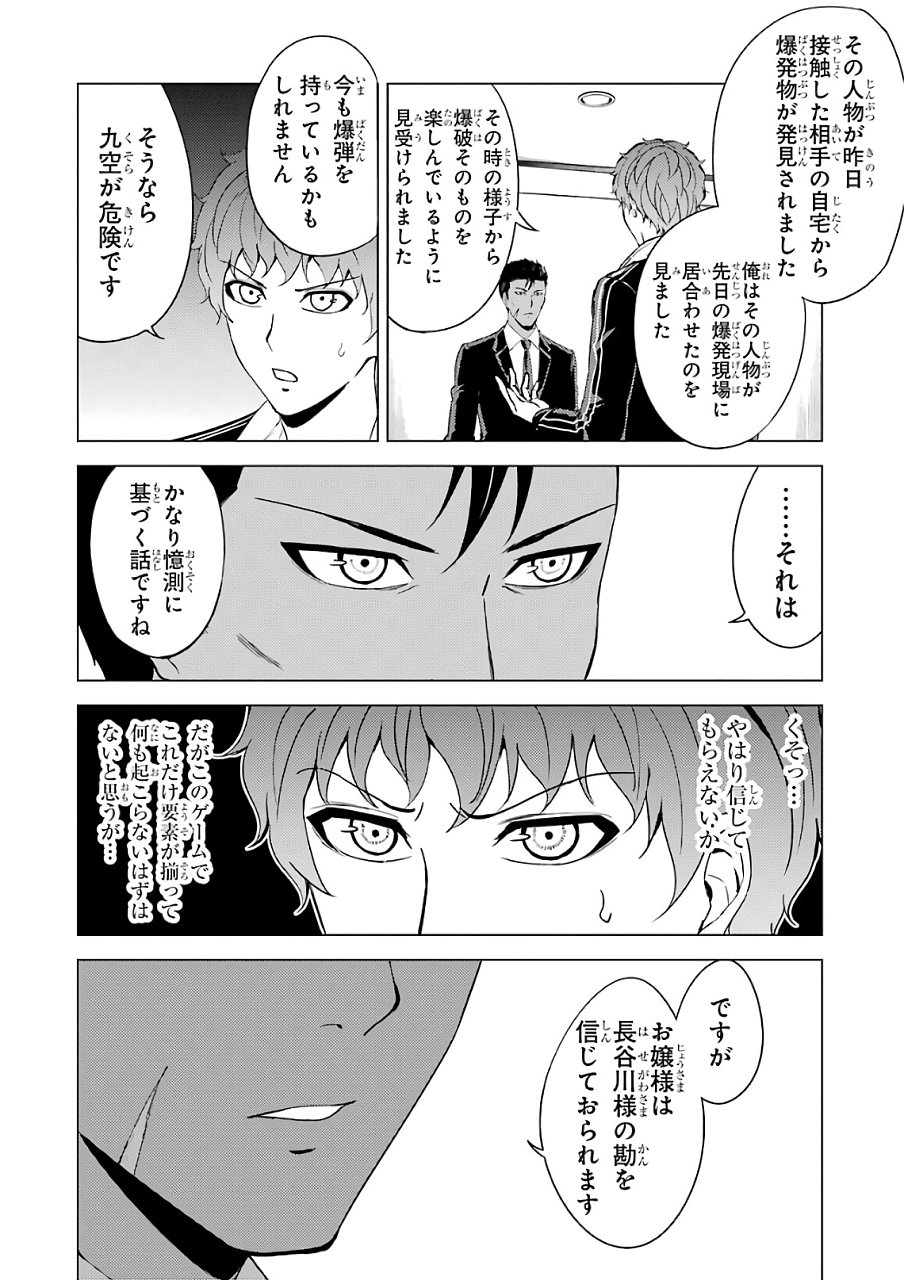 その人物が昨日
接触した相手の自宅から
爆発物が発見されました
俺はその人物が
先日の爆発現場に
居合わせたのを
見ました
その時の様子から
爆破そのものを
楽しんでいるように
見受けられました
今も爆弾を
持っているかも
しれません
そうなら
九空が危険です
……それは
かなり憶測に
基づく話ですね
くそっ…
やはり信じて
もらえないか
だがこのゲームで
これだけ要素が揃って
何も起こらないはずは
ないと思うが…
ですが
お嬢様は
長谷川様の勘を
信じておられます